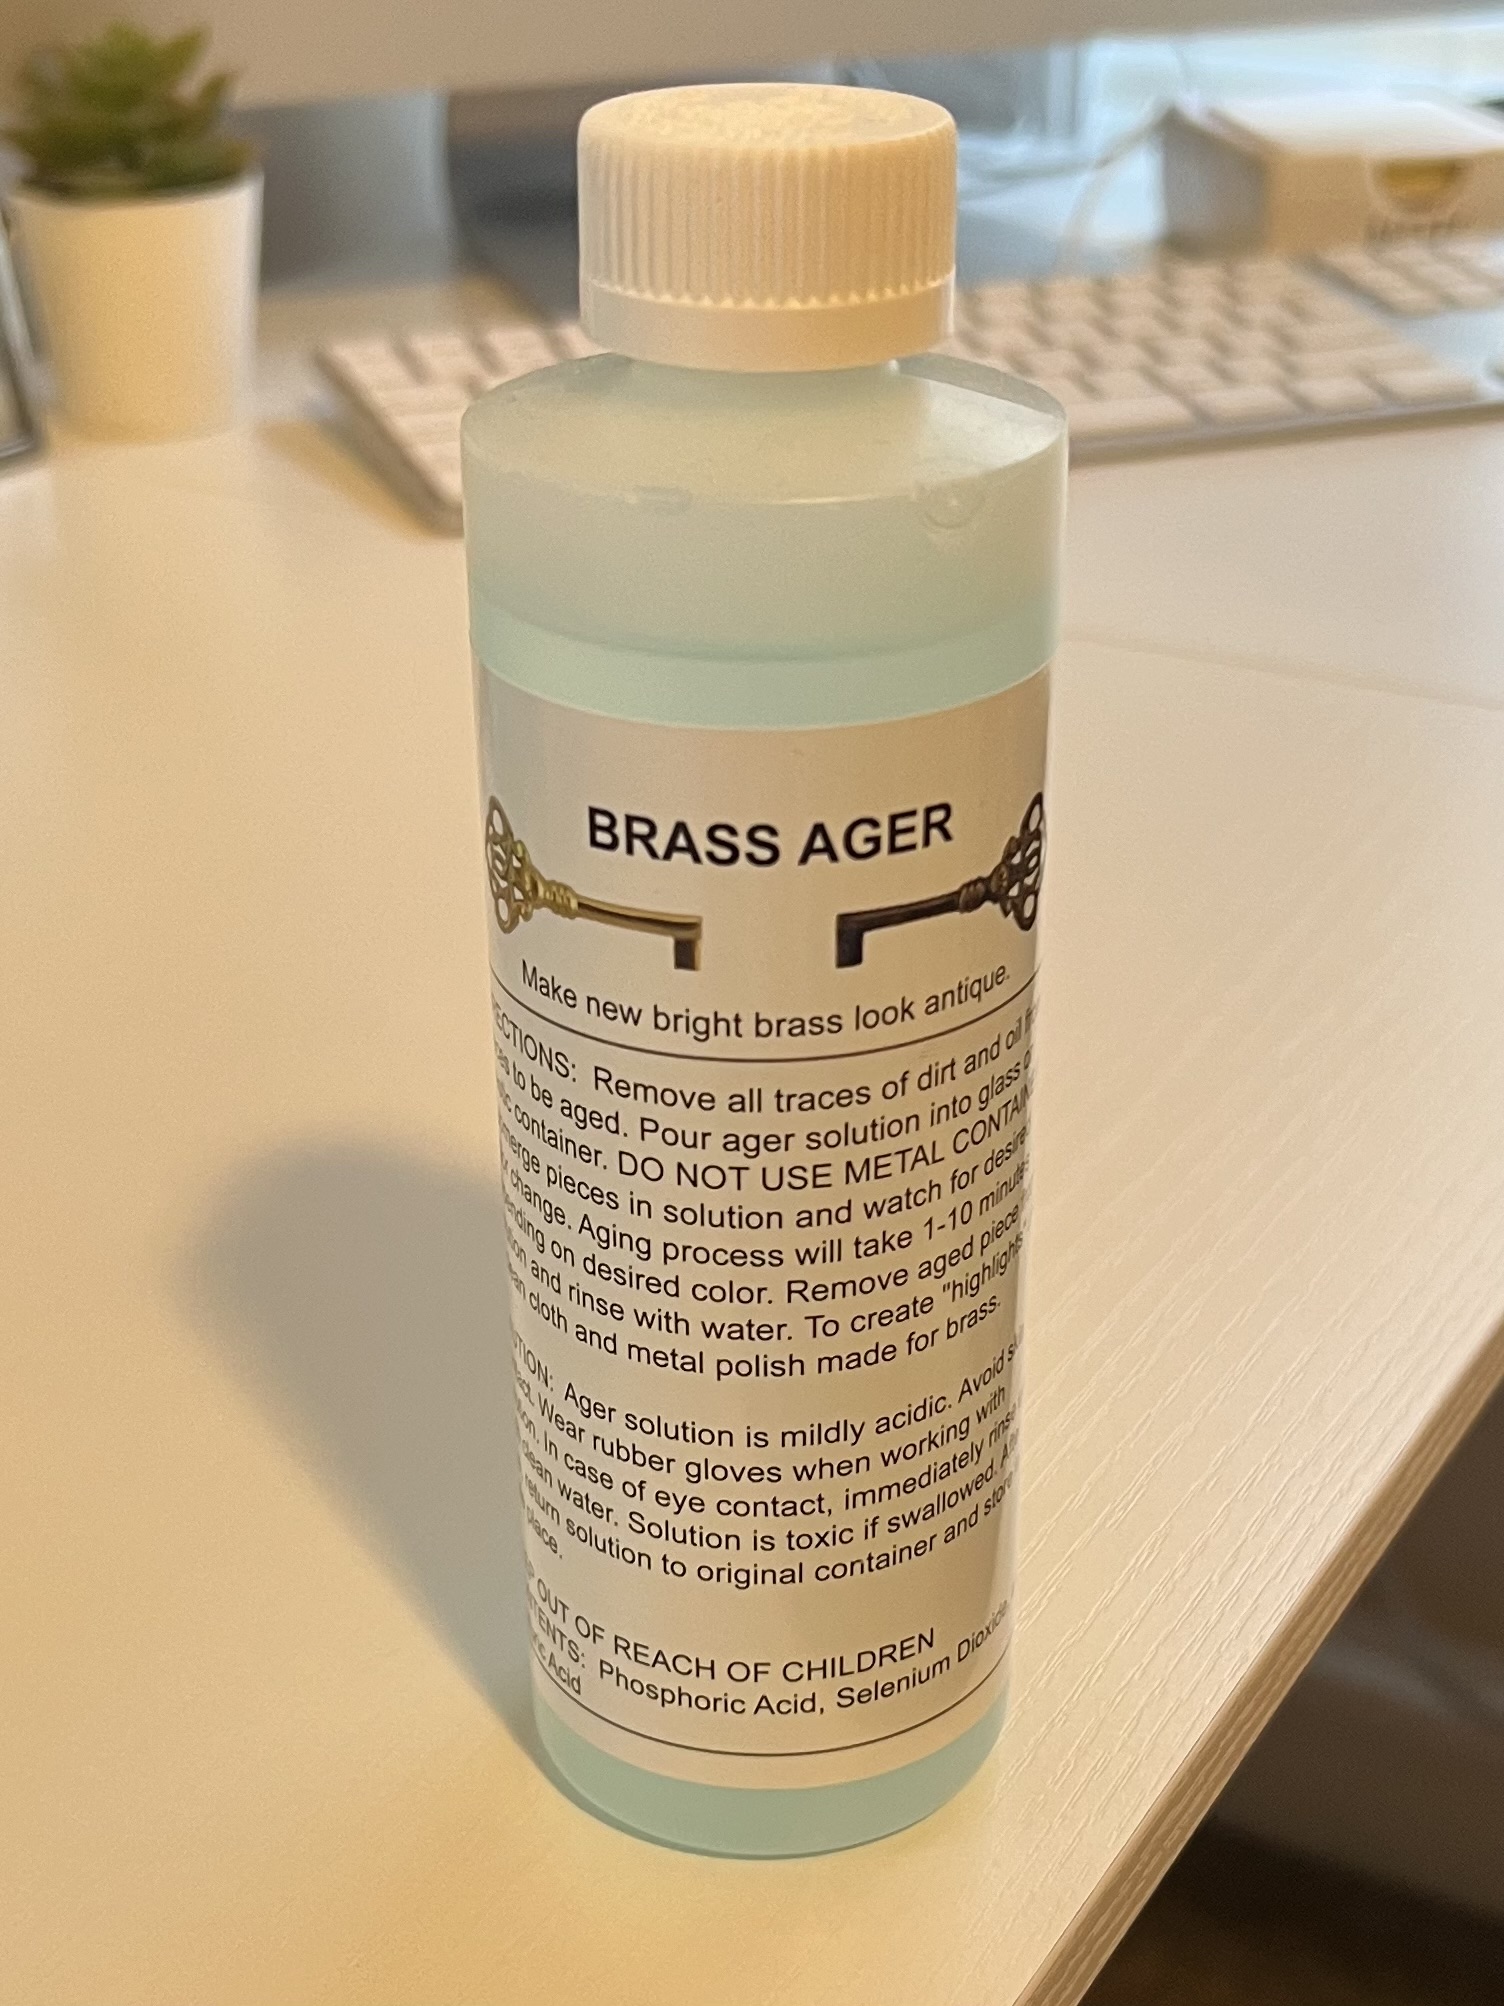 BRASS AGER
Make new bright brass look antique.
Remove all traces of dirt and oil
to be aged. Pour ager solution into glass
container. DO NOT USE METAL
pieces in solution and watch for
change. Aging process will take 1-10
on desired color. Remove aged piece
and rinse with water. To create
cloth and metal polish made for brass.
Ager solution is mildly acidic. Avoid
Wear rubber gloves when working with
In case of eye contact, immediately
clean water. Solution is toxic if swallowed.
return solution to original container and
place.
OUT OF REACH OF CHILDREN
Phosphoric Acid, Selenium Dioxide,
Acid